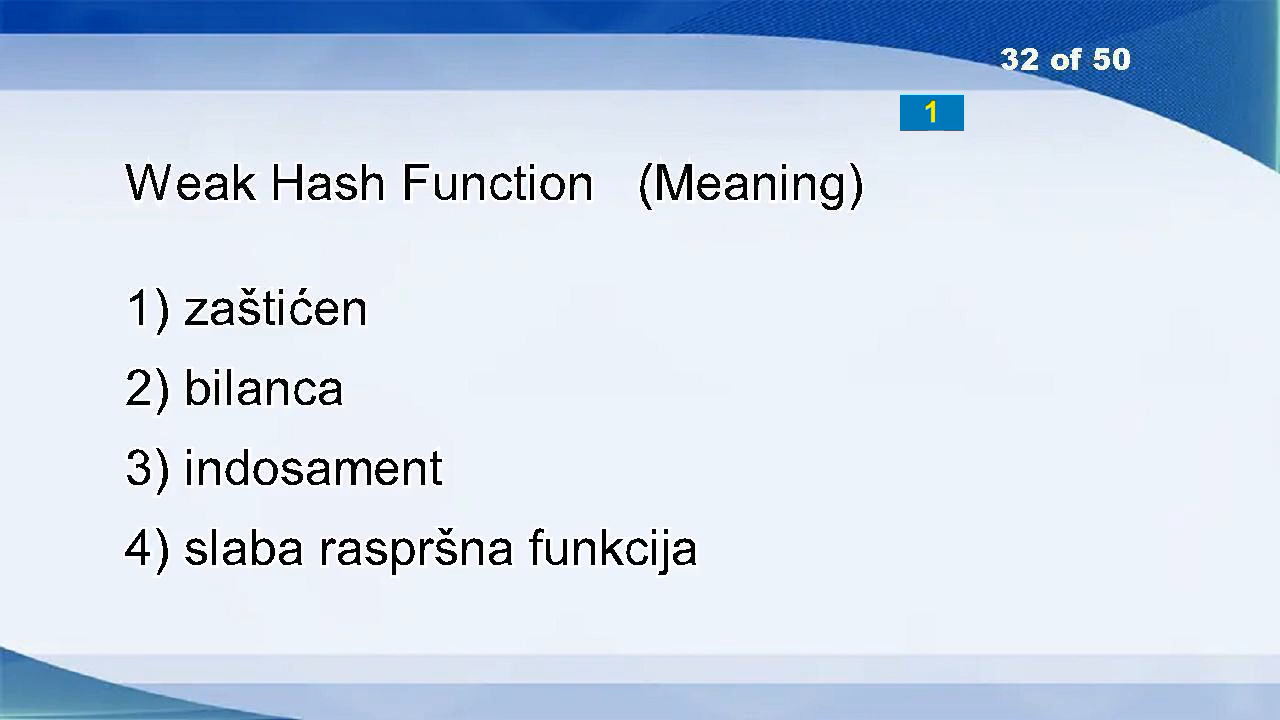 32 of 50
1
Weak Hash Function (Meaning)
1) zaštićen
2) bilanca
3) indosament
4) slaba raspršna funkcija